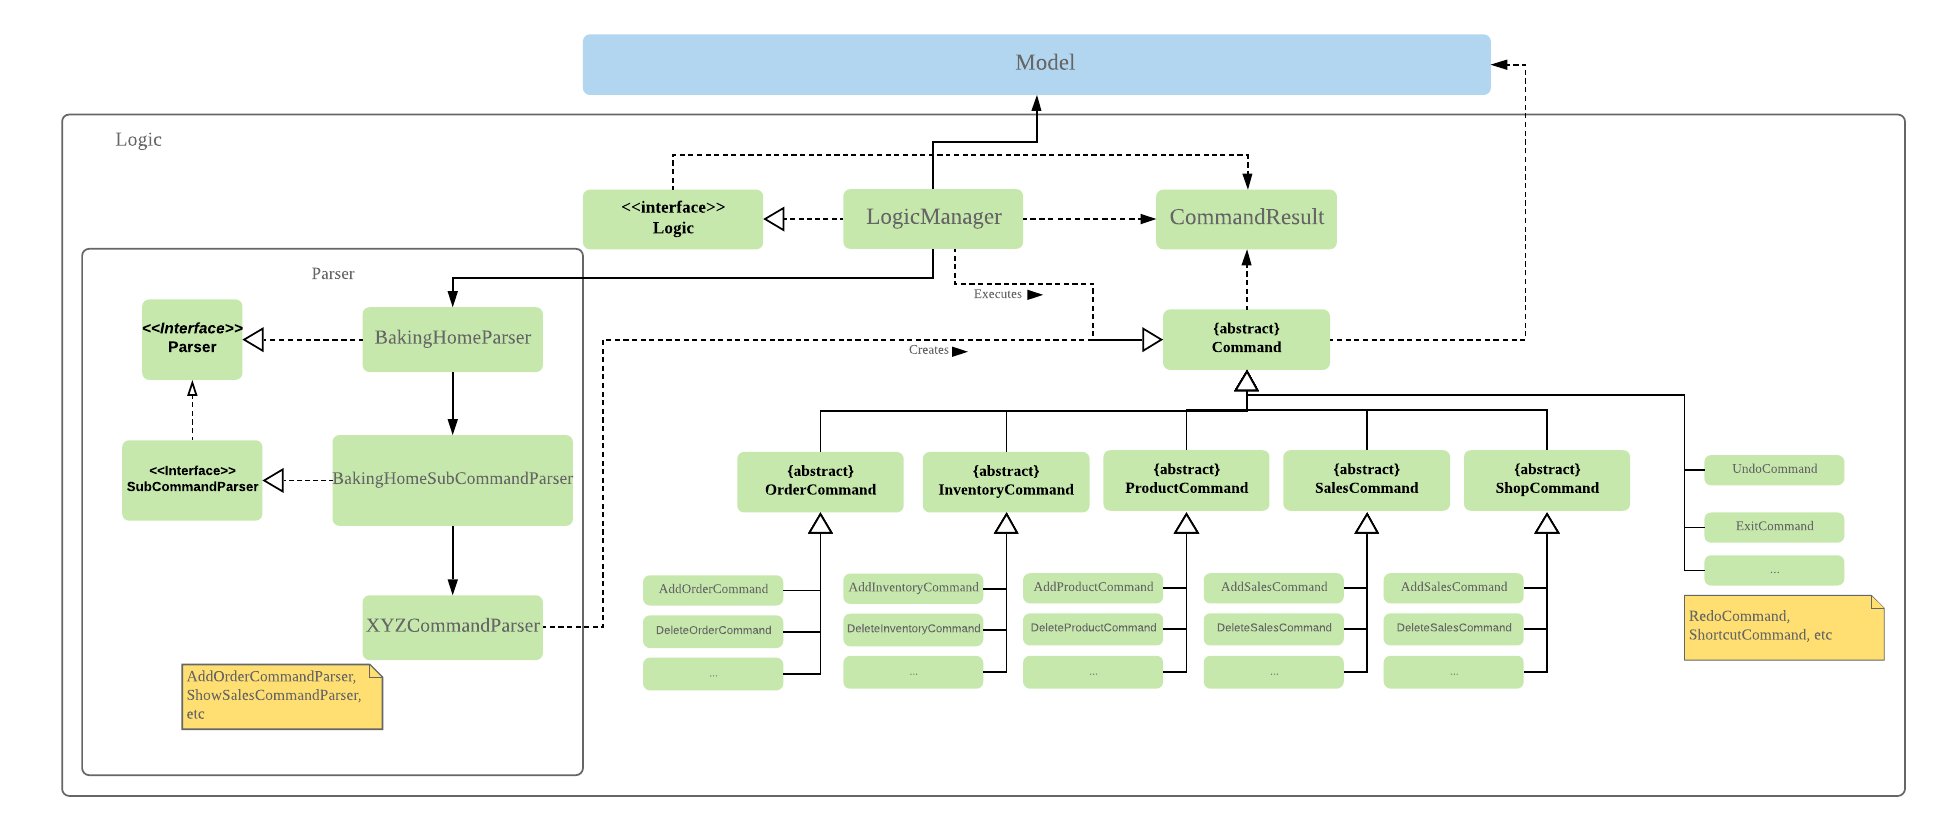 Model
Logic
<<interface>>
Logic
LogicManager
CommandResult
Parser
Executes
<<Interface>>
Parser
BakingHomeParser
{abstract}
Command
Creates
<<Interface>>
SubCommandParser
BakingHomeSubCommandParser
{abstract}
OrderCommand
{abstract}
InventoryCommand
{abstract}
ProductCommand
{abstract}
SalesCommand
{abstract}
ShopCommand
UndoCommand
ExitCommand
...
AddOrderCommand
AddInventoryCommand
AddProductCommand
AddSalesCommand
AddSalesCommand
DeleteOrderCommand
DeleteInventoryCommand
DeleteProductCommand
DeleteSalesCommand
DeleteSalesCommand
...
...
...
...
...
RedoCommand,
ShortcutCommand, etc
XYZCommandParser
AddOrderCommandParser,
ShowSalesCommandParser,
etc